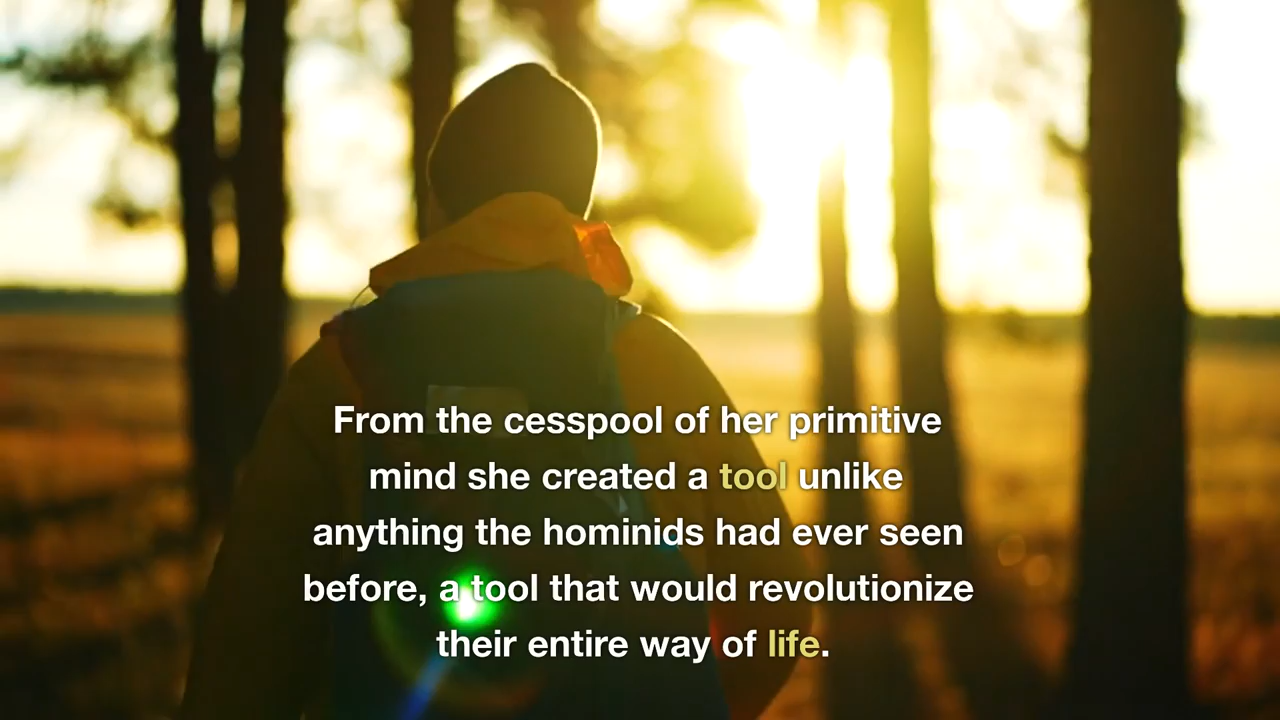 From the cesspool of her primitive
mind she created a tool unlike
anything the hominids had ever seen
before, a tool that would revolutionize
their entire way of life.